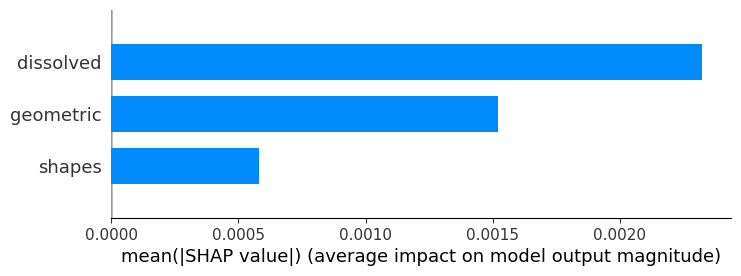 dissolved
geometric
shapes
0.0000 0.0005 0.0010 0.0015 0.0020
mean(|SHAP value|) (average impact on model output magnitude)